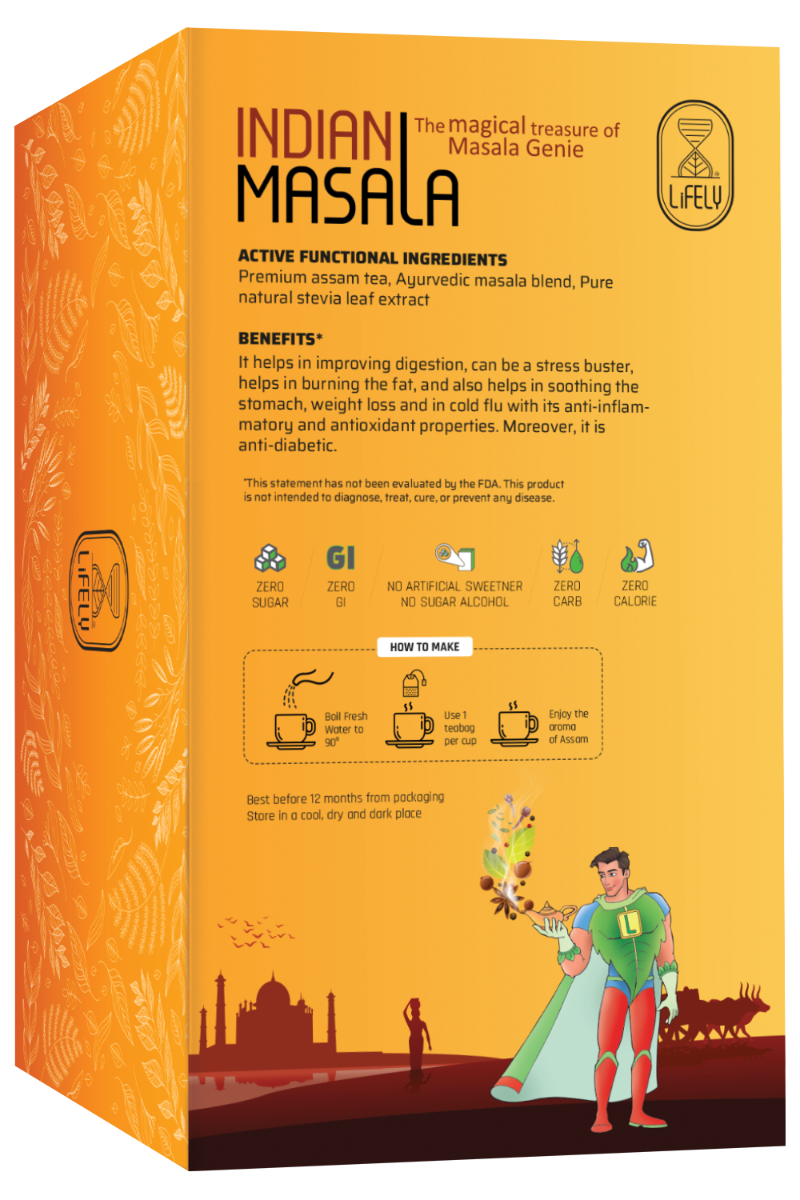 INDIAN
MASALA
The magical treasure of
Masala Genie
LiFELY
ACTIVE FUNCTIONAL INGREDIENTS
Premium assam tea, Ayurvedic masala blend, Pure
natural stevia leaf extract
BENEFITS*
It helps in improving digestion, can be a stress buster,
helps in burning the fat, and also helps in soothing the
stomach, weight loss and in cold flu with its anti-inflam-
matory and antioxidant properties. Moreover, it is
anti-diabetic.
*This statement has not been evaluated by the FDA. This product
is not intended to diagnose, treat, cure, or prevent any disease.
GI
ZERO
SUGAR
ZERO
GI
NO ARTIFICIAL SWEETNER
NO SUGAR ALCOHOL
ZERO
CARB
ZERO
CALORIE
HOW TO MAKE
Boil Fresh
Water to
90°
Use 1
teabag
per cup
Enjoy the
aroma
of Assam
Best before 12 months from packaging
Store in a cool, dry and dark place
L
LiFELY